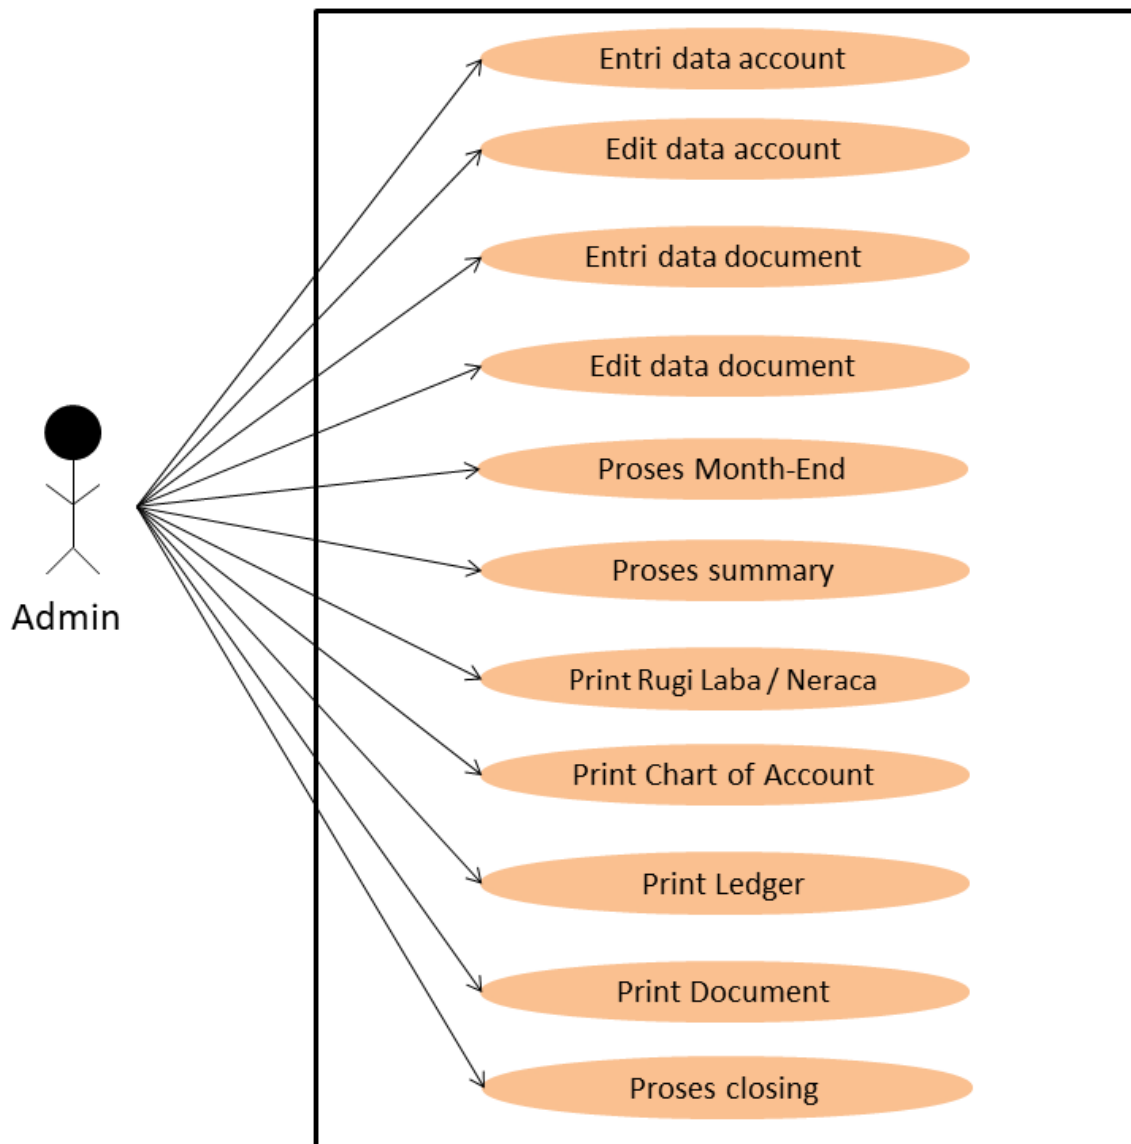 Entri data account
Edit data account
Entri data document
Edit data document
Proses Month-End
Proses summary
Admin
Print Rugi Laba / Neraca
Print Chart of Account
Print Ledger
Print Document
Proses closing